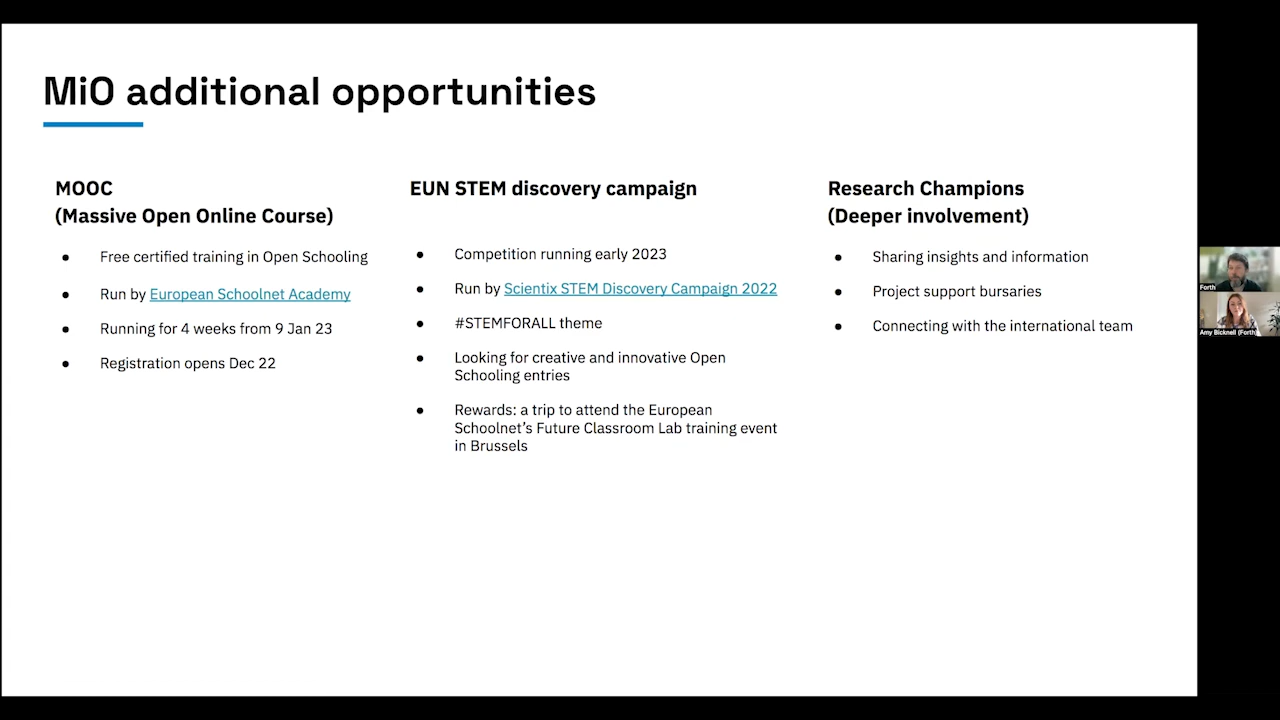 MiO additional opportunities
MOOC
(Massive Open Online Course)
● Free certified training in Open Schooling
● Run by European Schoolnet Academy
● Running for 4 weeks from 9 Jan 23
● Registration opens Dec 22
EUN STEM discovery campaign
● Competition running early 2023
● Run by Scientix STEM Discovery Campaign 2022
● #STEMFORALL theme
● Looking for creative and innovative Open
Schooling entries
● Rewards: a trip to attend the European
Schoolnet’s Future Classroom Lab training event
in Brussels
Research Champions
(Deeper involvement)
● Sharing insights and information
● Project support bursaries
● Connecting with the international team
Forth
Amy Bicknell (Forth)